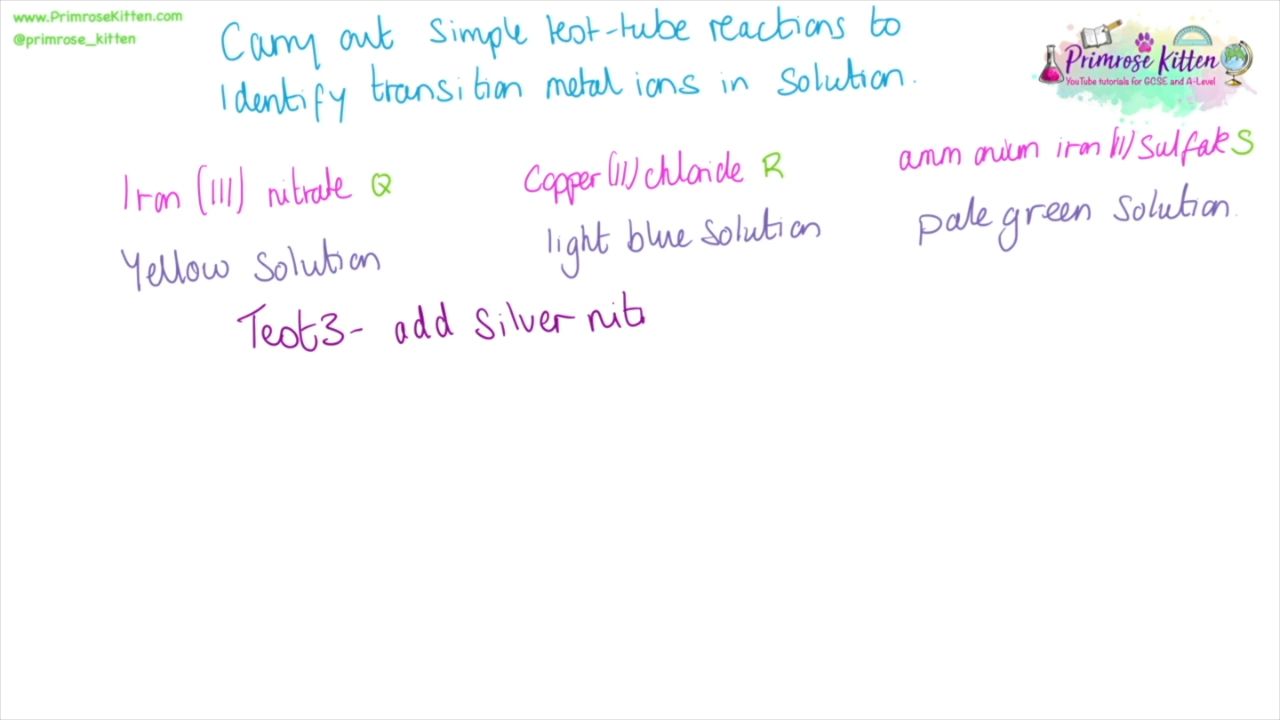 www.PrimroseKitten.com
@primrose_kitten
Carry out simple test-tube reactions to
identify transition metal ions in solution.
Primrose Kitten
YouTube tutorials for GCSE and A-Level
Iron (III) nitrate Q
Copper (II) chloride R
ammonium iron (II) sulfate S
Yellow solution
light blue solution
pale green solution.
Test 3 - add silver nit